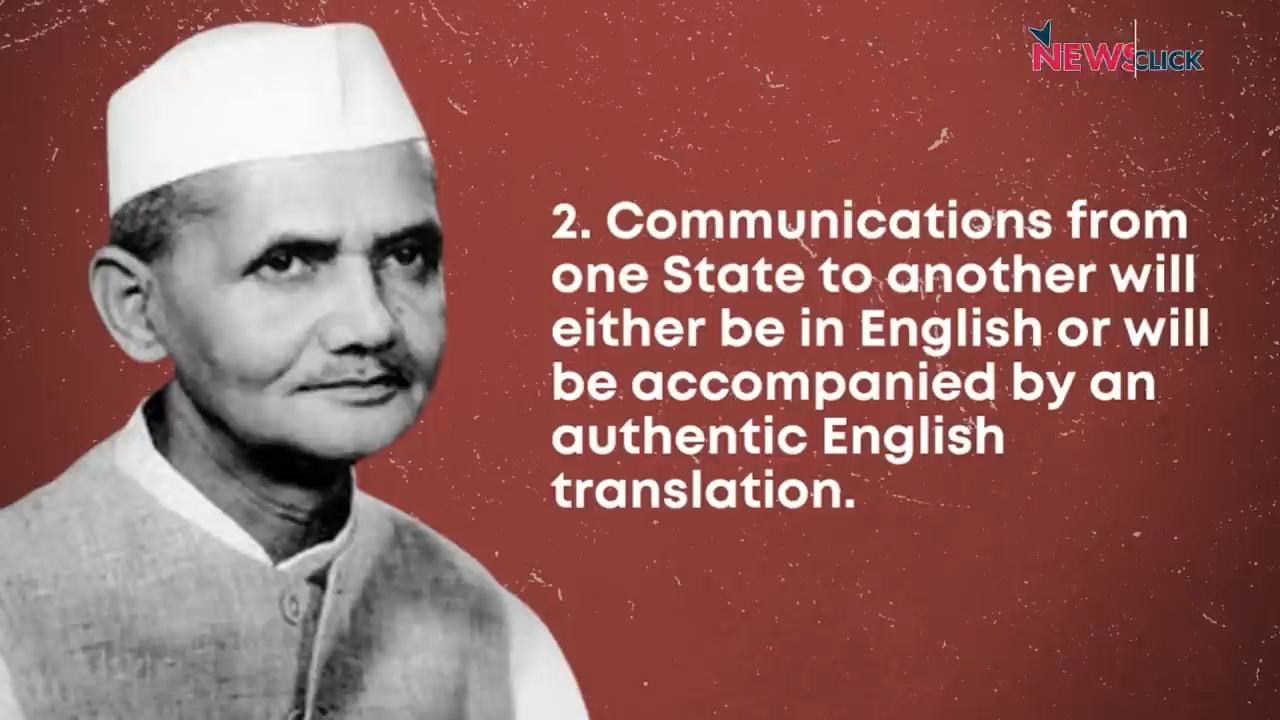 NEWSCLICK
2. Communications from
one State to another will
either be in English or will
be accompanied by an
authentic English
translation.